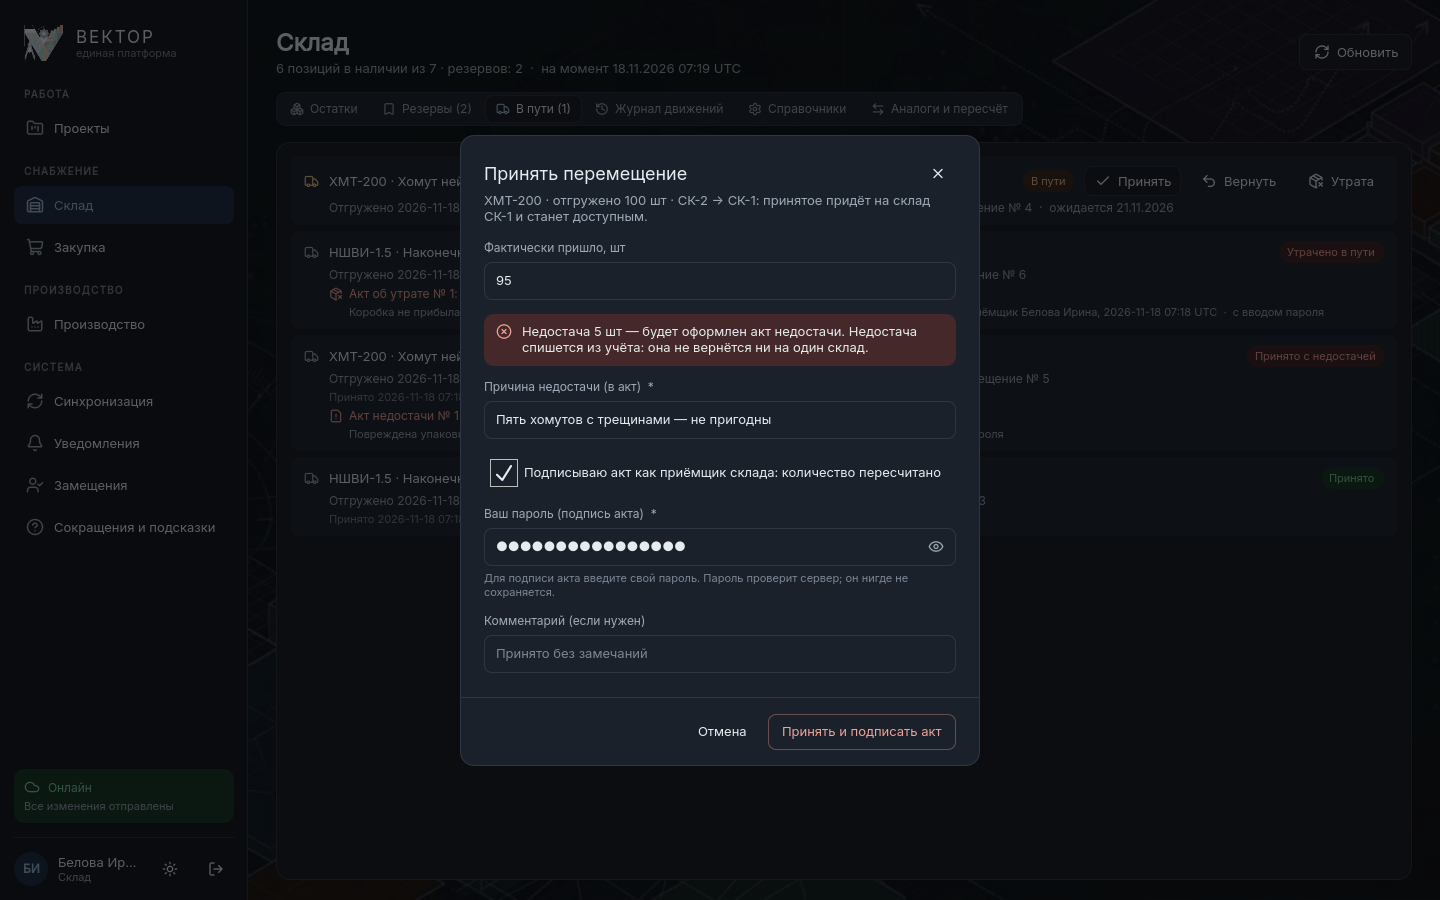 ВЕКТОР
единая платформа
РАБОТА
Проекты
СНАБЖЕНИЕ
Склад
Закупка
ПРОИЗВОДСТВО
Производство
СИСТЕМА
Синхронизация
Уведомления
Замещения
Сокращения и подсказки
Онлайн
Все изменения отправлены
БИ
Белова Ир...
Склад
Склад
6 позиций в наличии из 7 · резервов: 2 · на момент 18.11.2026 07:19 UTC
Обновить
Остатки
Резервы (2)
В пути (1)
Журнал движений
Справочники
Аналоги и пересчёт
ХМТ-200 · Хомут ней
В пути
Принять
Вернуть
Утрата
Отгружено 2026-11-18
ение № 4 · ожидается 21.11.2026
НШВИ-1.5 · Наконечн
Утрачено в пути
Отгружено 2026-11-18
ние № 6
Акт об утрате № 1:
Коробка не прибыла
ёмщик Белова Ирина, 2026-11-18 07:18 UTC · с вводом пароля
ХМТ-200 · Хомут ней
Принято с недостачей
Отгружено 2026-11-18
ещение № 5
Принято 2026-11-18 07:18
Акт недостачи № 1
Повреждена упаковк
роля
НШВИ-1.5 · Наконечн
Принято
Отгружено 2026-11-18
3
Принято 2026-11-18 07:18
Принять перемещение
ХМТ-200 · отгружено 100 шт · СК-2 → СК-1: принятое придёт на склад
СК-1 и станет доступным.
Фактически пришло, шт
95
Недостача 5 шт — будет оформлен акт недостачи. Недостача
спишется из учёта: она не вернётся ни на один склад.
Причина недостачи (в акт) *
Пять хомутов с трещинами — не пригодны
Подписываю акт как приёмщик склада: количество пересчитано
Ваш пароль (подпись акта) *
Для подписи акта введите свой пароль. Пароль проверит сервер; он нигде не
сохраняется.
Комментарий (если нужен)
Принято без замечаний
Отмена
Принять и подписать акт